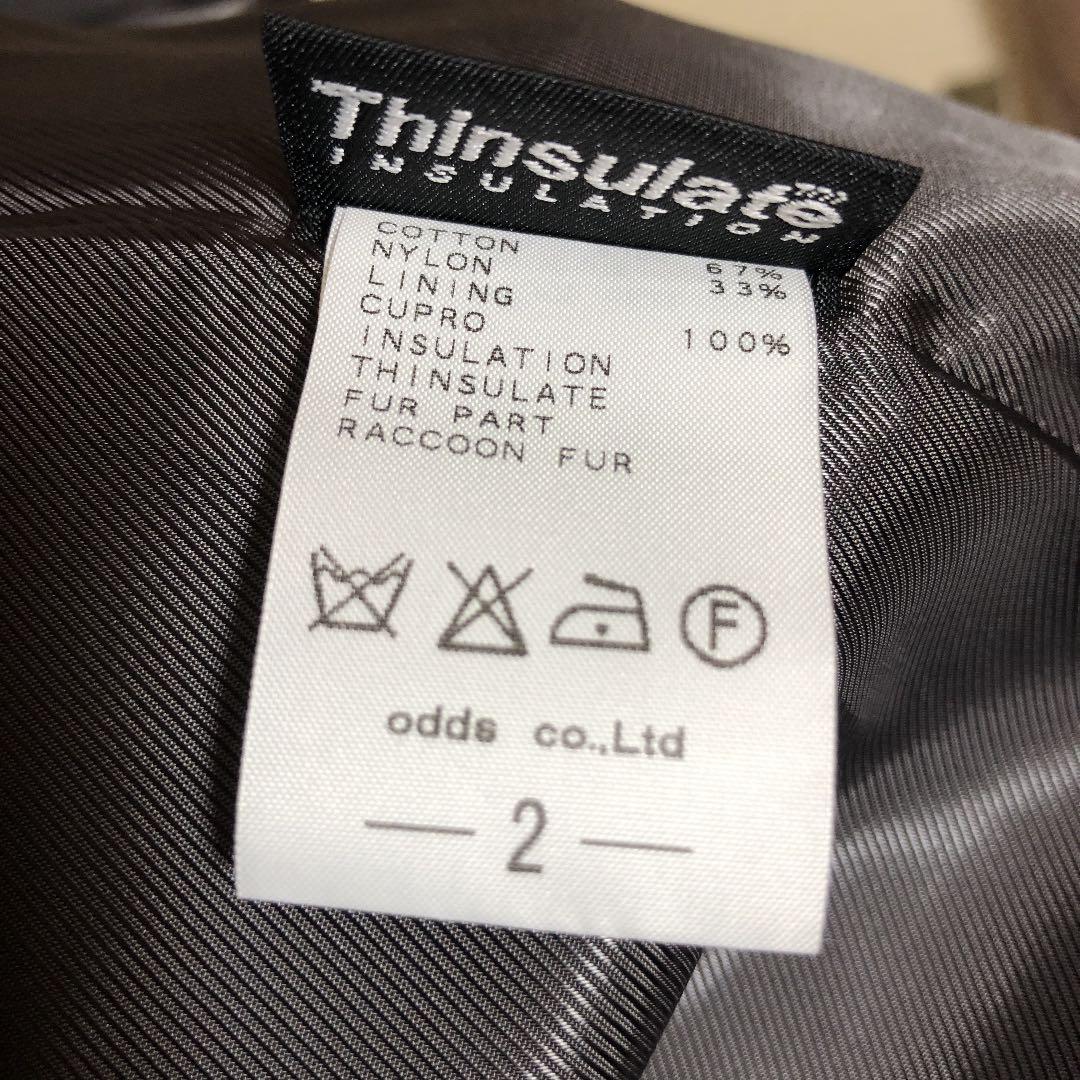 Thinsulate
INSULATION
COTTON 67%
NYLON 33%
LINING
CUPRO 100%
INSULATION
THINSULATE
FUR PART
RACCOON FUR
F
odds co.,Ltd
— 2 —